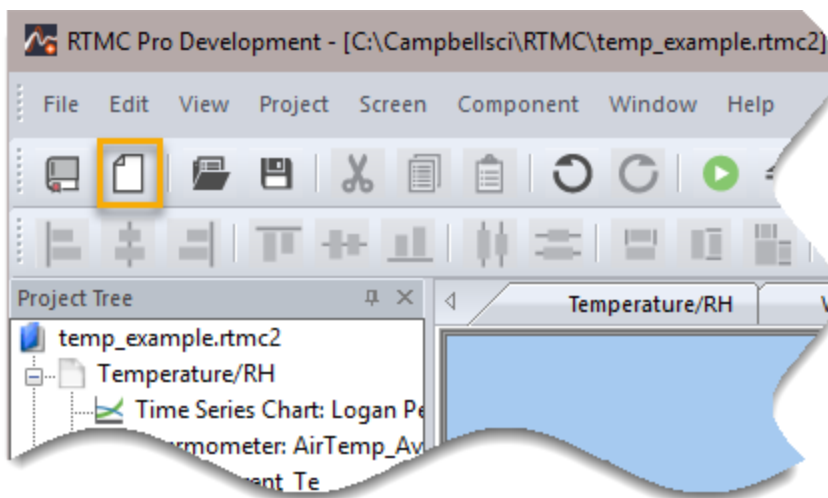 RTMC Pro Development - [C:\Campbellsci\RTMC\temp_example.rtmc2]
File Edit View Project Screen Component Window Help
Project Tree
Temperature/RH
temp_example.rtmc2
Temperature/RH
Time Series Chart: Logan Pe
rmometer: AirTemp_Av